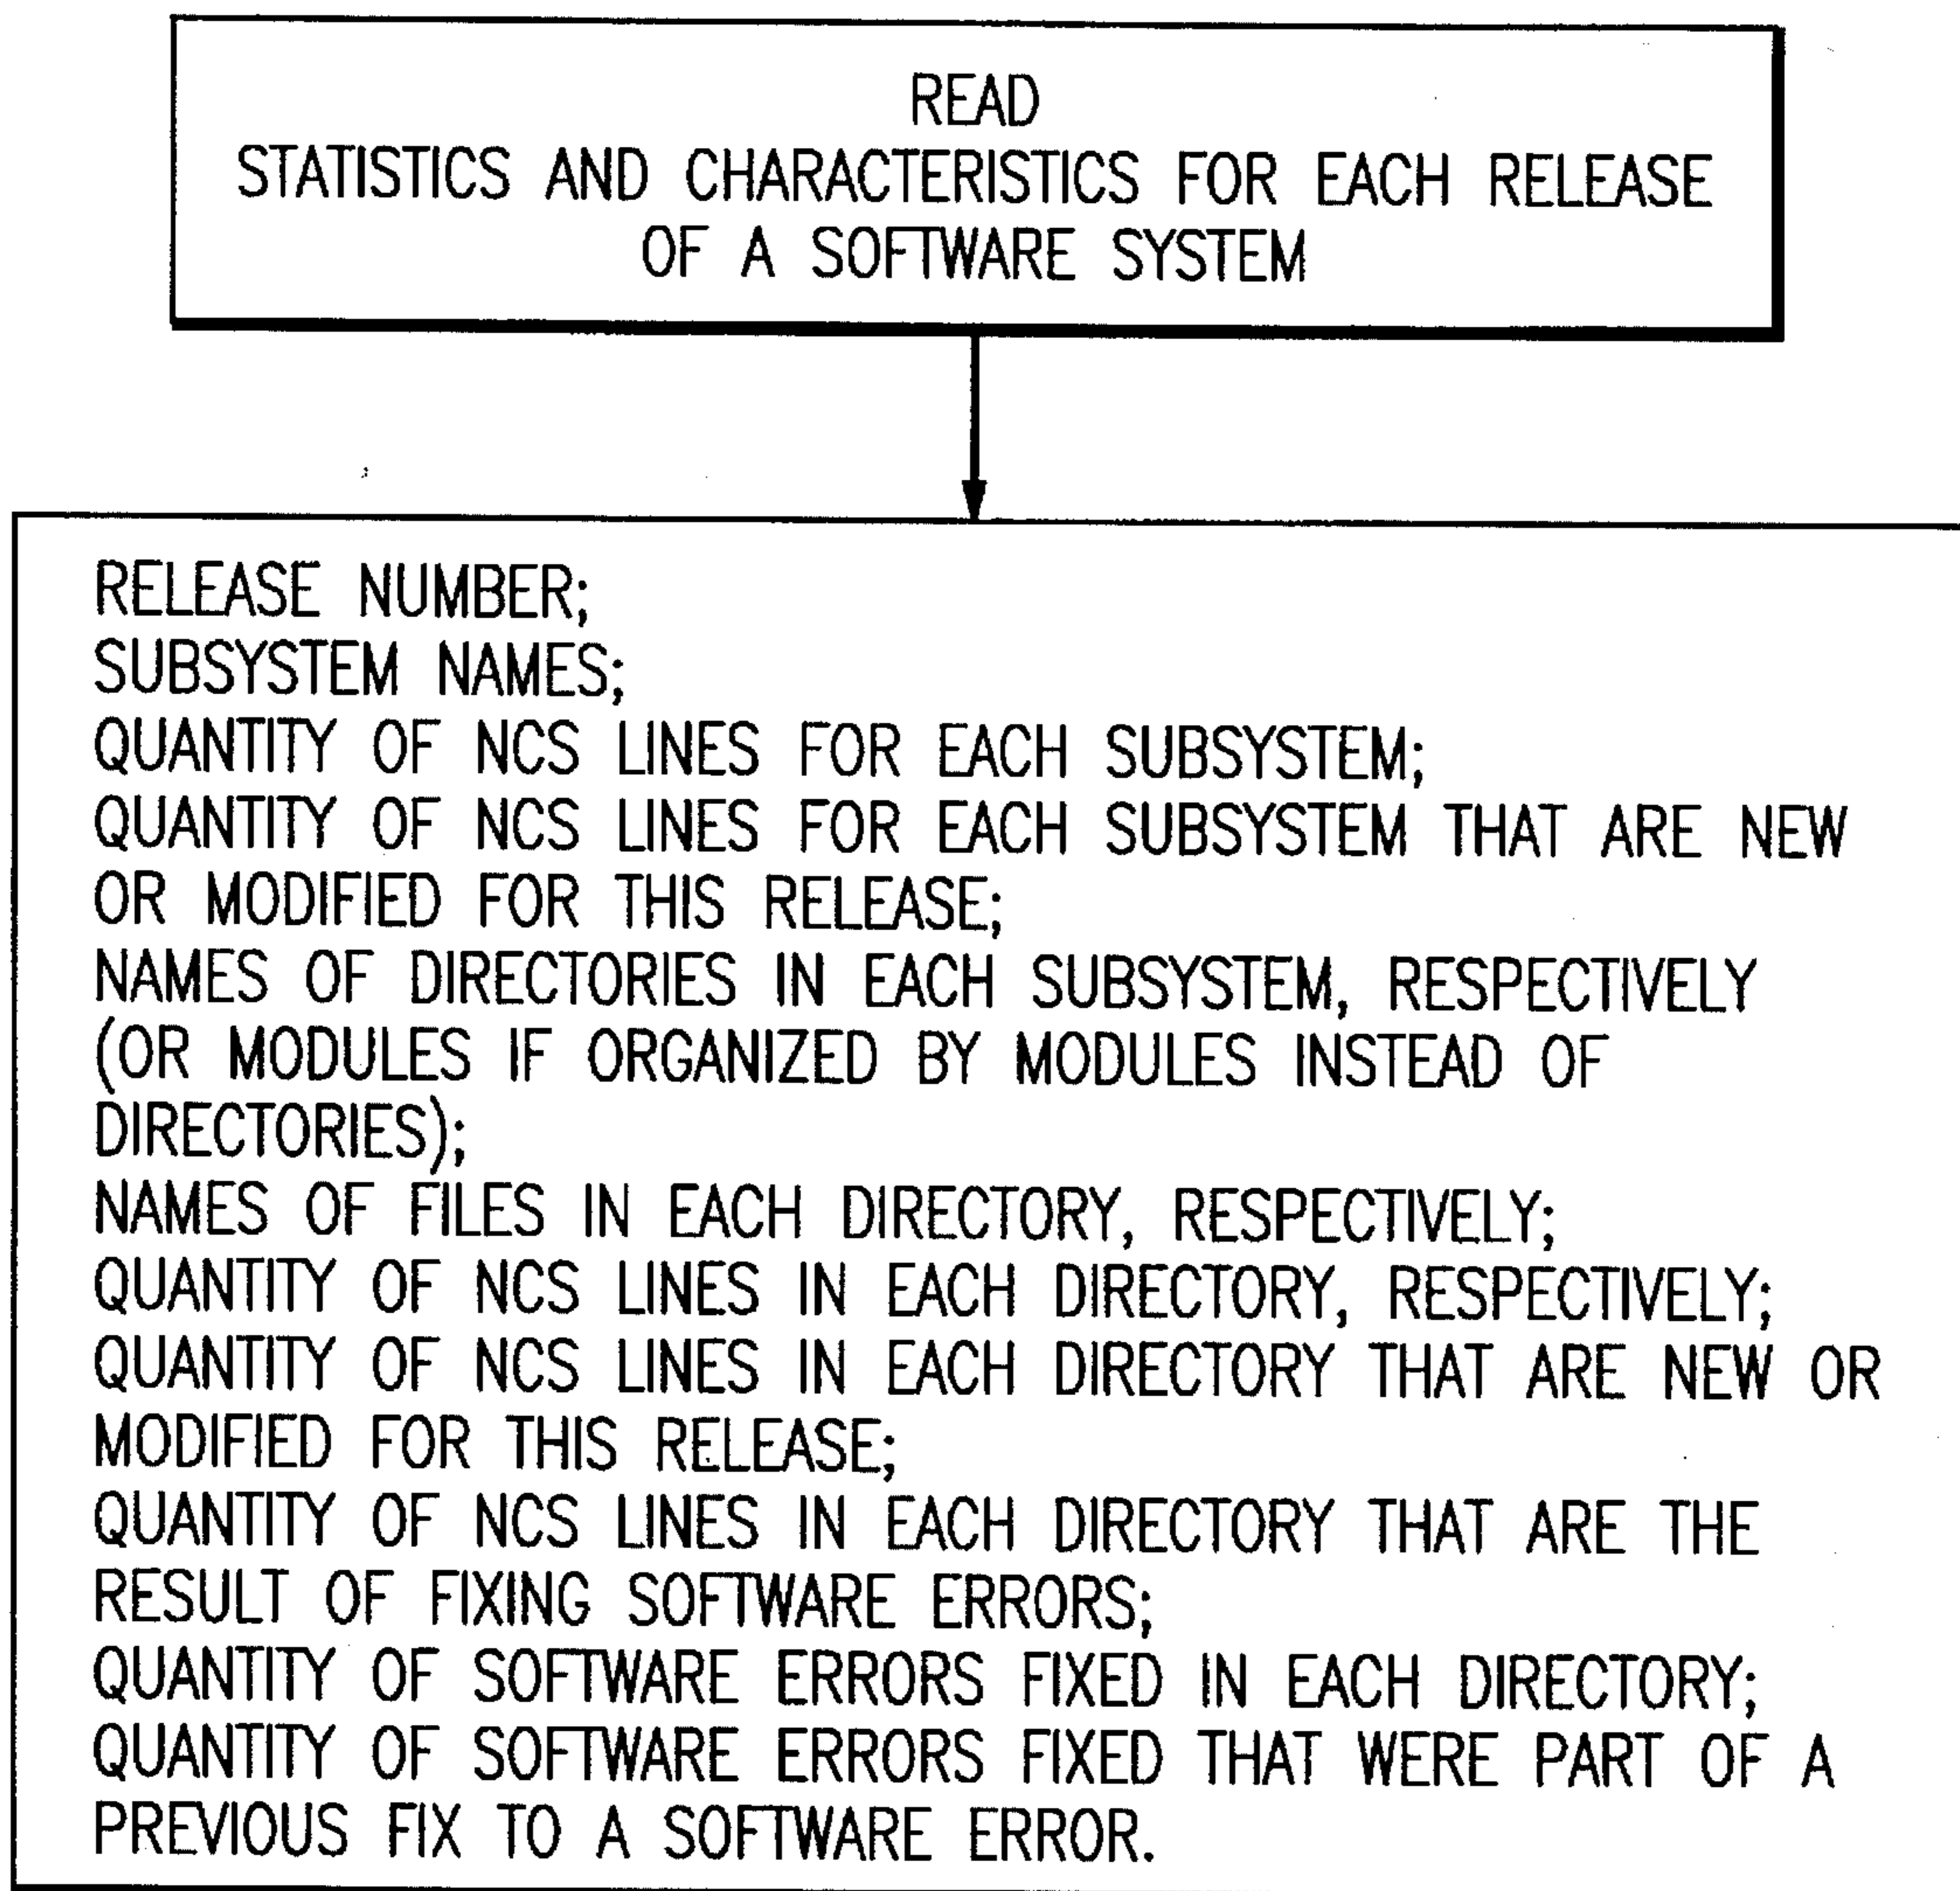 READ
STATISTICS AND CHARACTERISTICS FOR EACH RELEASE
OF A SOFTWARE SYSTEM
RELEASE NUMBER;
SUBSYSTEM NAMES;
QUANTITY OF NCS LINES FOR EACH SUBSYSTEM;
QUANTITY OF NCS LINES FOR EACH SUBSYSTEM THAT ARE NEW
OR MODIFIED FOR THIS RELEASE;
NAMES OF DIRECTORIES IN EACH SUBSYSTEM, RESPECTIVELY
(OR MODULES IF ORGANIZED BY MODULES INSTEAD OF
DIRECTORIES);
NAMES OF FILES IN EACH DIRECTORY, RESPECTIVELY;
QUANTITY OF NCS LINES IN EACH DIRECTORY, RESPECTIVELY;
QUANTITY OF NCS LINES IN EACH DIRECTORY THAT ARE NEW OR
MODIFIED FOR THIS RELEASE;
QUANTITY OF NCS LINES IN EACH DIRECTORY THAT ARE THE
RESULT OF FIXING SOFTWARE ERRORS;
QUANTITY OF SOFTWARE ERRORS FIXED IN EACH DIRECTORY;
QUANTITY OF SOFTWARE ERRORS FIXED THAT WERE PART OF A
PREVIOUS FIX TO A SOFTWARE ERROR.